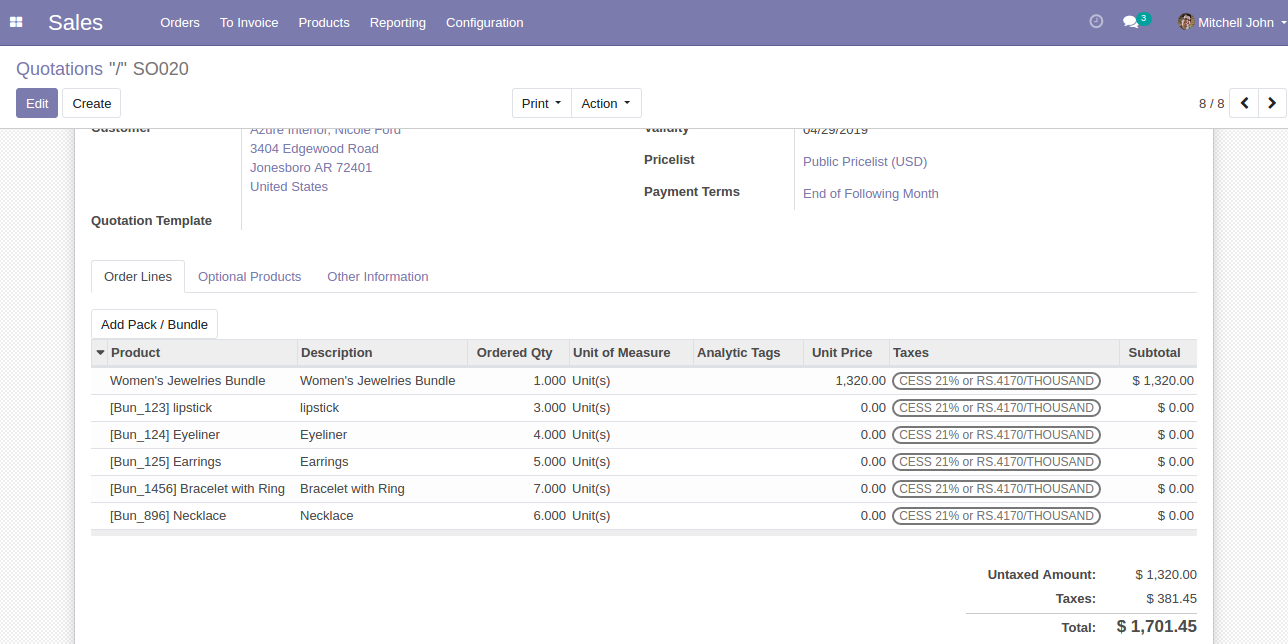 Sales Orders To Invoice Products Reporting Configuration 3 Mitchell John
Quotations "/" SO020
Edit Create Print Action 8 / 8
Customer Azure Interior, Nicole Ford Validity 04/29/2019
3404 Edgewood Road
Pricelist Public Pricelist (USD)
Jonesboro AR 72401
United States
Payment Terms End of Following Month
Quotation Template
Order Lines Optional Products Other Information
Add Pack / Bundle
Product Description Ordered Qty Unit of Measure Analytic Tags Unit Price Taxes Subtotal
Women's Jewelries Bundle Women's Jewelries Bundle 1.000 Unit(s) 1,320.00 CESS 21% or RS.4170/THOUSAND $ 1,320.00
[Bun_123] lipstick lipstick 3.000 Unit(s) 0.00 CESS 21% or RS.4170/THOUSAND $ 0.00
[Bun_124] Eyeliner Eyeliner 4.000 Unit(s) 0.00 CESS 21% or RS.4170/THOUSAND $ 0.00
[Bun_125] Earrings Earrings 5.000 Unit(s) 0.00 CESS 21% or RS.4170/THOUSAND $ 0.00
[Bun_1456] Bracelet with Ring Bracelet with Ring 7.000 Unit(s) 0.00 CESS 21% or RS.4170/THOUSAND $ 0.00
[Bun_896] Necklace Necklace 6.000 Unit(s) 0.00 CESS 21% or RS.4170/THOUSAND $ 0.00
Untaxed Amount: $ 1,320.00
Taxes: $ 381.45
Total: $ 1,701.45